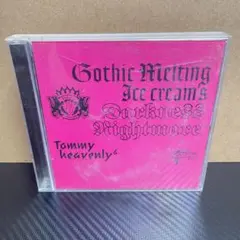 Gothic Melting
Ice cream's
Darkness
Nightmare
Tommy
heavenly⁶